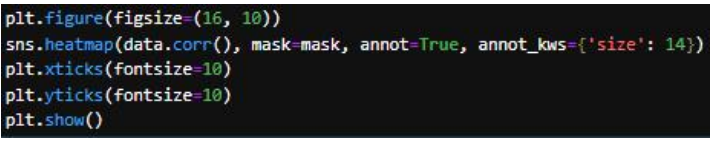 plt.figure(figsize=(16, 10))
sns.heatmap(data.corr(), mask=mask, annot=True, annot_kws={'size': 14})
plt.xticks(fontsize=10)
plt.yticks(fontsize=10)
plt.show()